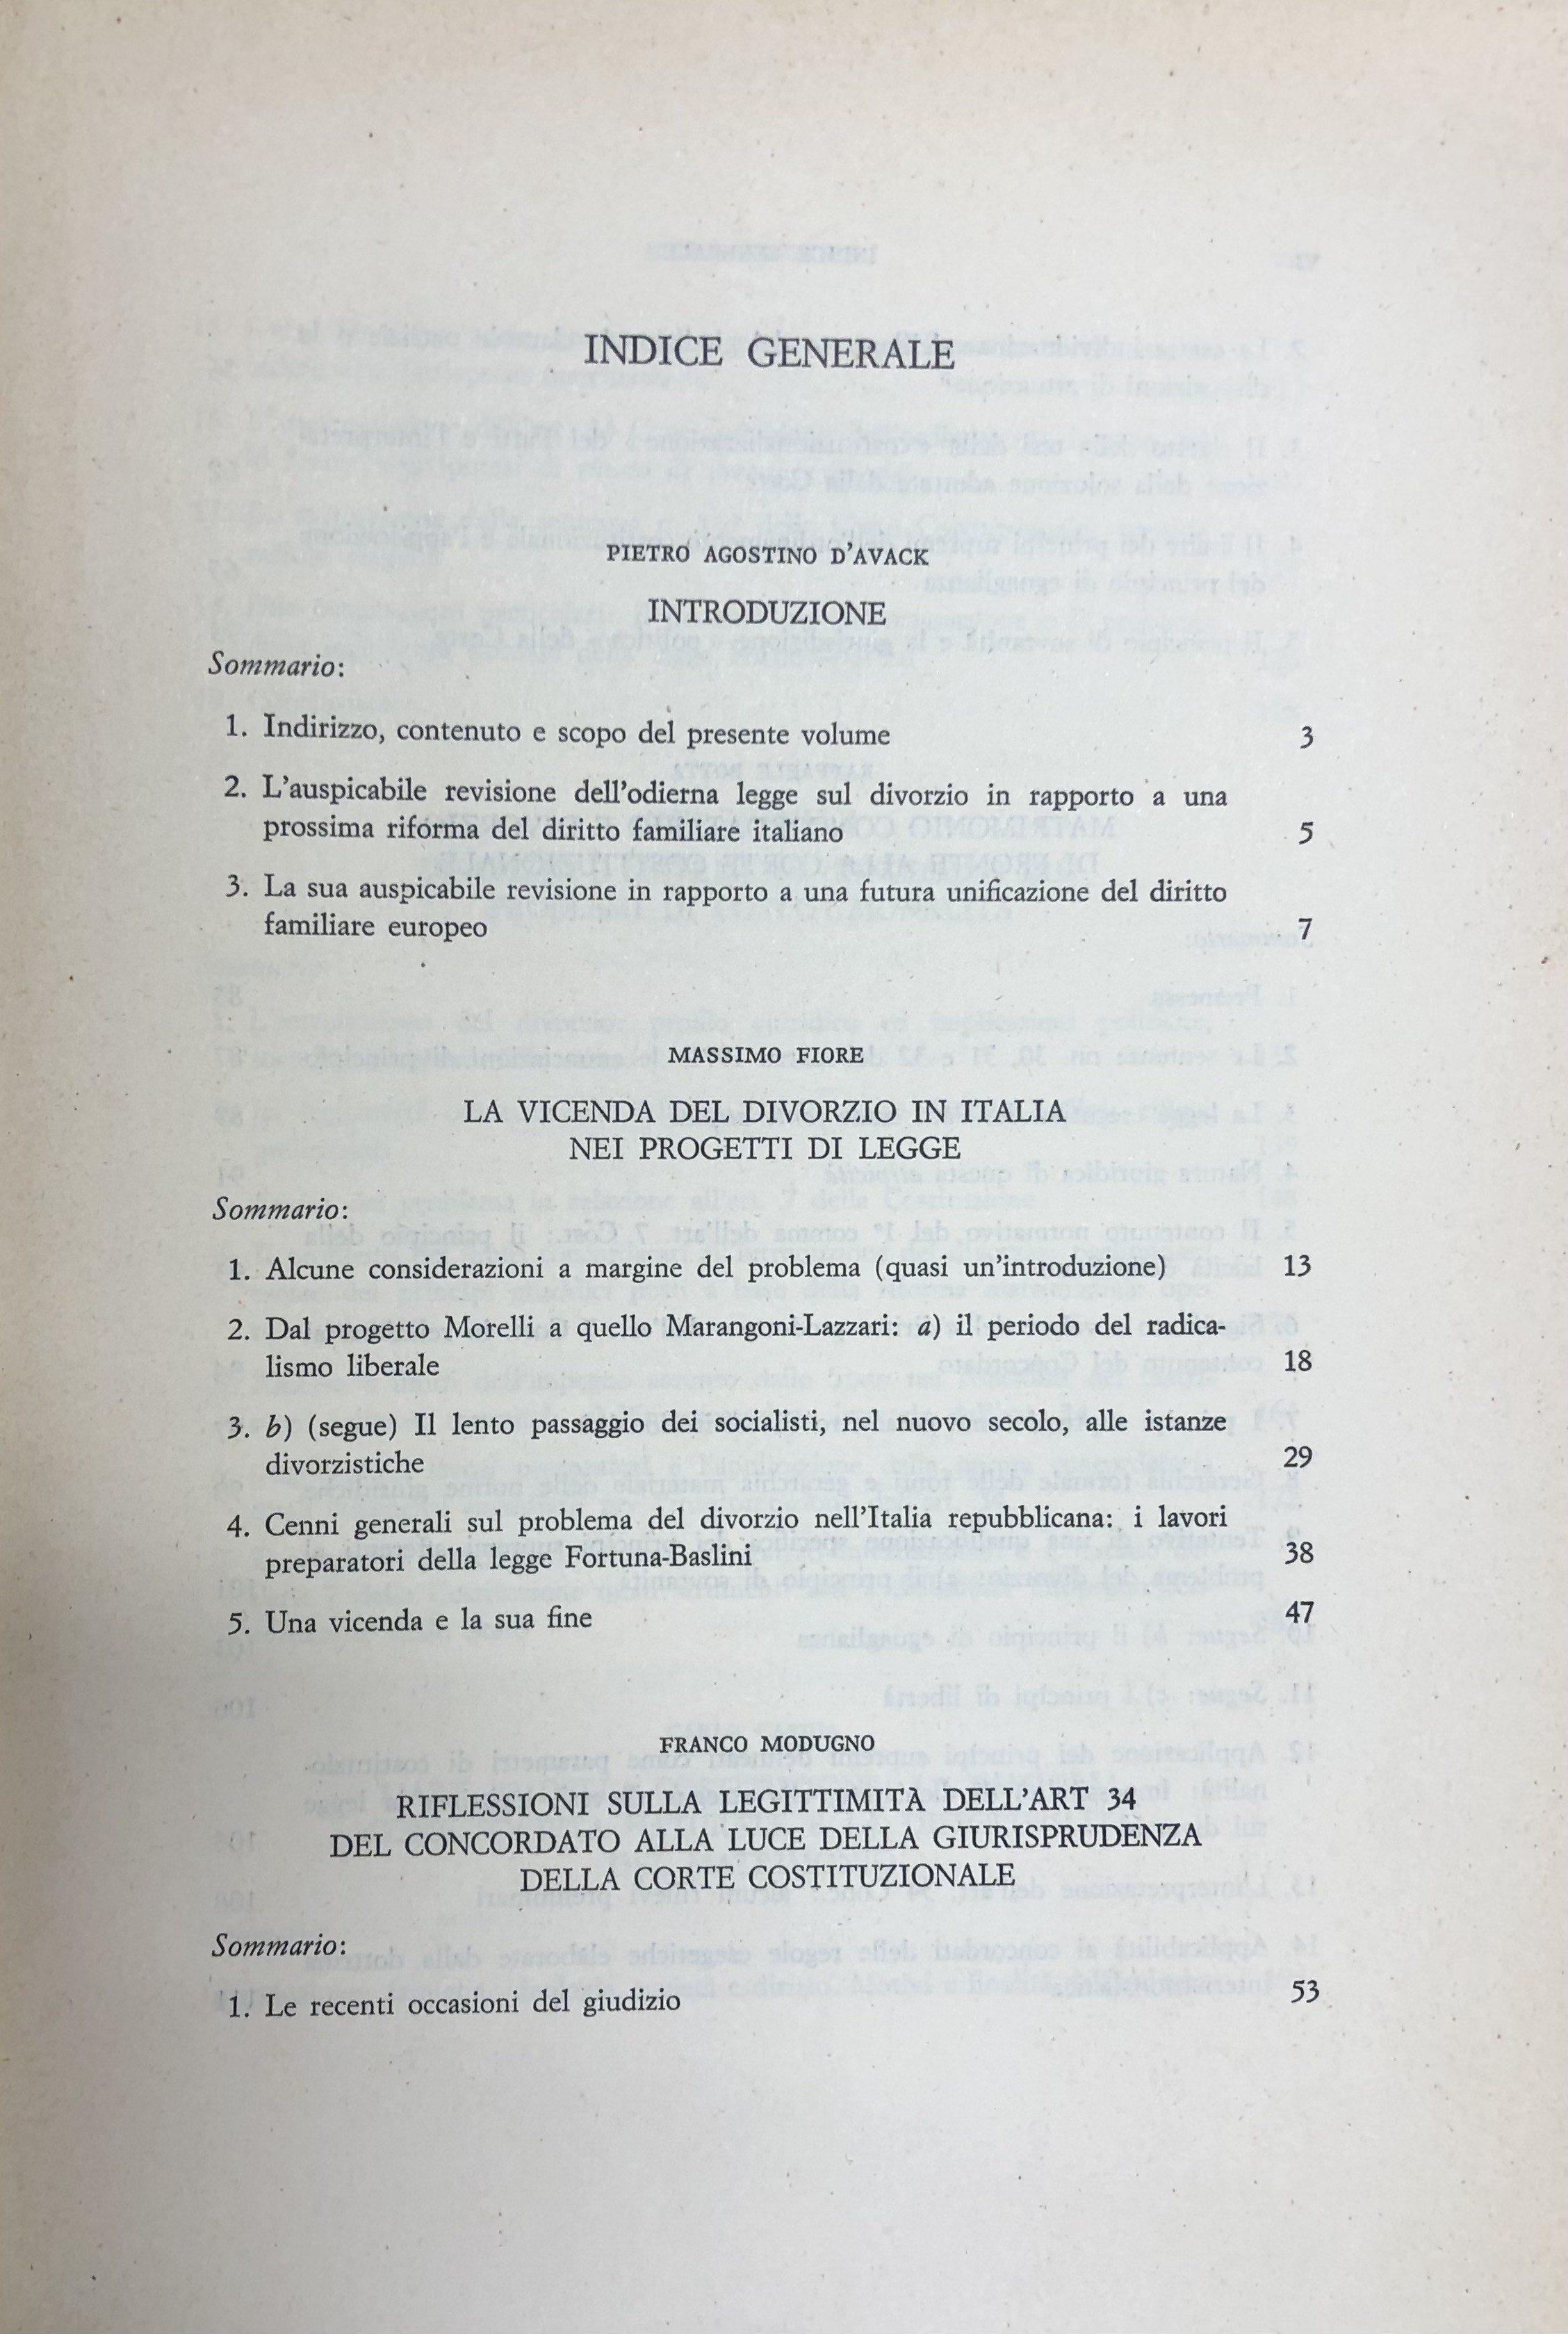 INDICE GENERALE
PIETRO AGOSTINO D'AVACK
INTRODUZIONE
Sommario:
1. Indirizzo, contenuto e scopo del presente volume 3
2. L'auspicabile revisione dell'odierna legge sul divorzio in rapporto a una
prossima riforma del diritto familiare italiano 5
3. La sua auspicabile revisione in rapporto a una futura unificazione del diritto
familiare europeo 7
MASSIMO FIORE
LA VICENDA DEL DIVORZIO IN ITALIA
NEI PROGETTI DI LEGGE
Sommario:
1. Alcune considerazioni a margine del problema (quasi un'introduzione) 13
2. Dal progetto Morelli a quello Marangoni-Lazzari: a) il periodo del radica-
lismo liberale 18
3. b) (segue) Il lento passaggio dei socialisti, nel nuovo secolo, alle istanze
divorzistiche 29
4. Cenni generali sul problema del divorzio nell'Italia repubblicana: i lavori
preparatori della legge Fortuna-Baslini 38
5. Una vicenda e la sua fine 47
FRANCO MODUGNO
RIFLESSIONI SULLA LEGITTIMITÀ DELL'ART 34
DEL CONCORDATO ALLA LUCE DELLA GIURISPRUDENZA
DELLA CORTE COSTITUZIONALE
Sommario:
1. Le recenti occasioni del giudizio 53